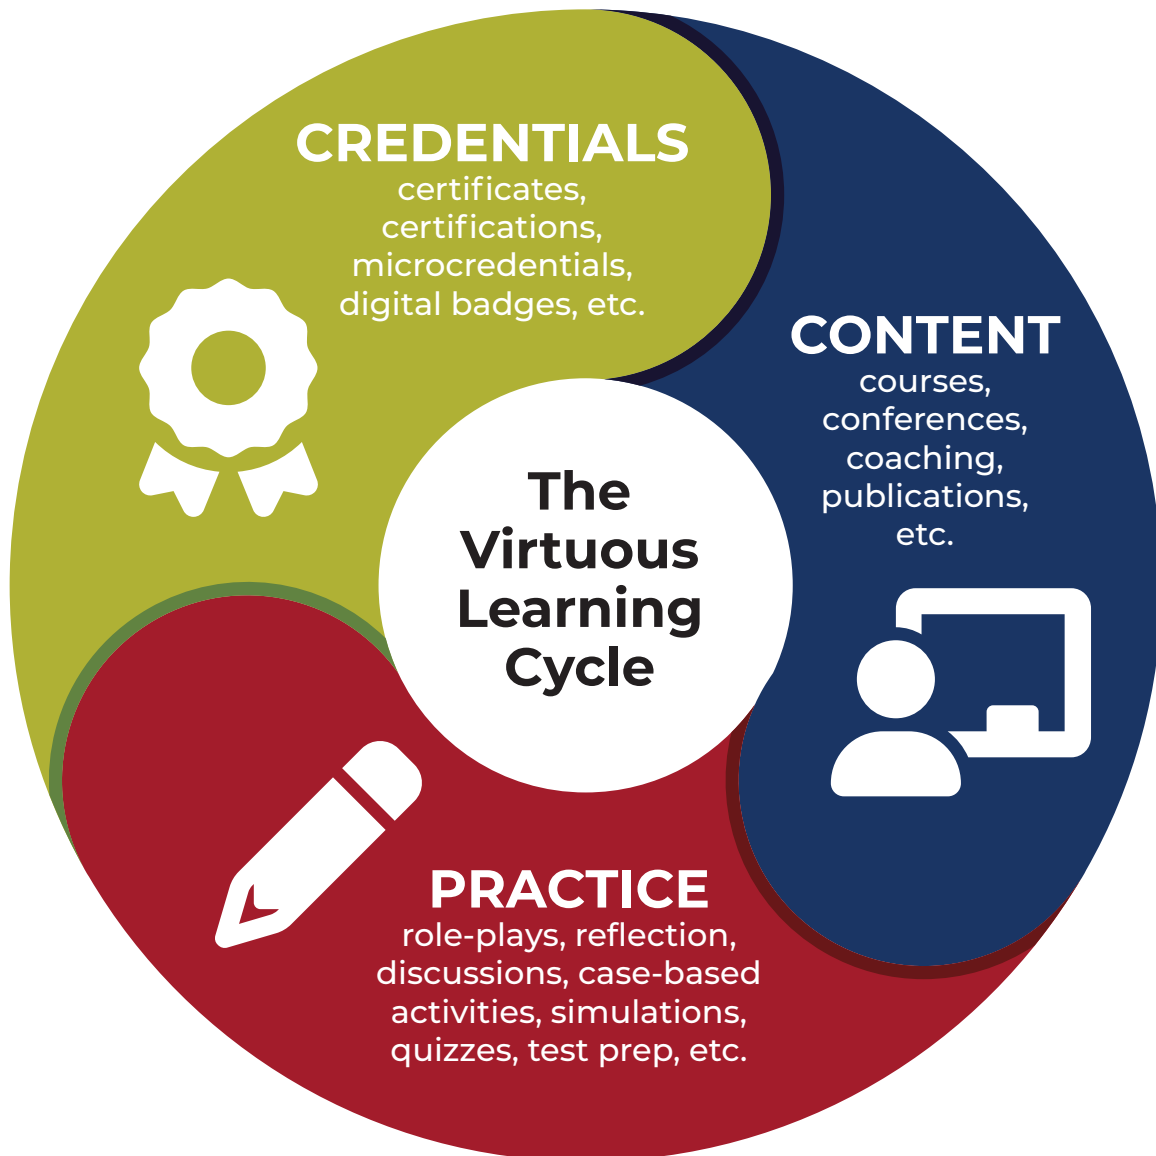 CREDENTIALS
certificates,
certifications,
microcredentials,
digital badges, etc.
CONTENT
courses,
conferences,
coaching,
publications,
etc.
The
Virtuous
Learning
Cycle
PRACTICE
role-plays, reflection,
discussions, case-based
activities, simulations,
quizzes, test prep, etc.